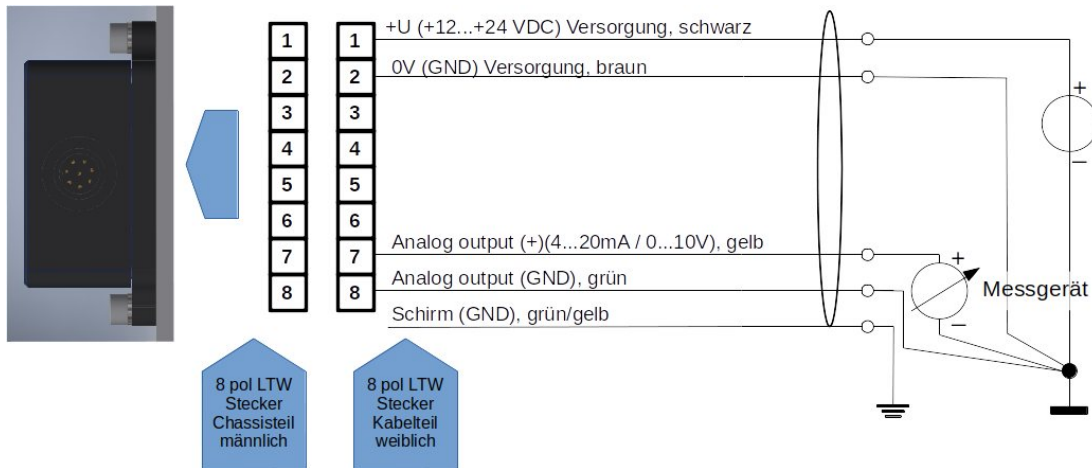 1
2
3
4
5
6
7
8
1
2
3
4
5
6
7
8
+U (+12...+24 VDC) Versorgung, schwarz
0V (GND) Versorgung, braun
Analog output (+)(4...20mA / 0...10V), gelb
Analog output (GND), grün
Schirm (GND), grün/gelb
+
−
+
−
Messgerät
8 pol LTW
Stecker
Chassisteil
männlich
8 pol LTW
Stecker
Kabelteil
weiblich